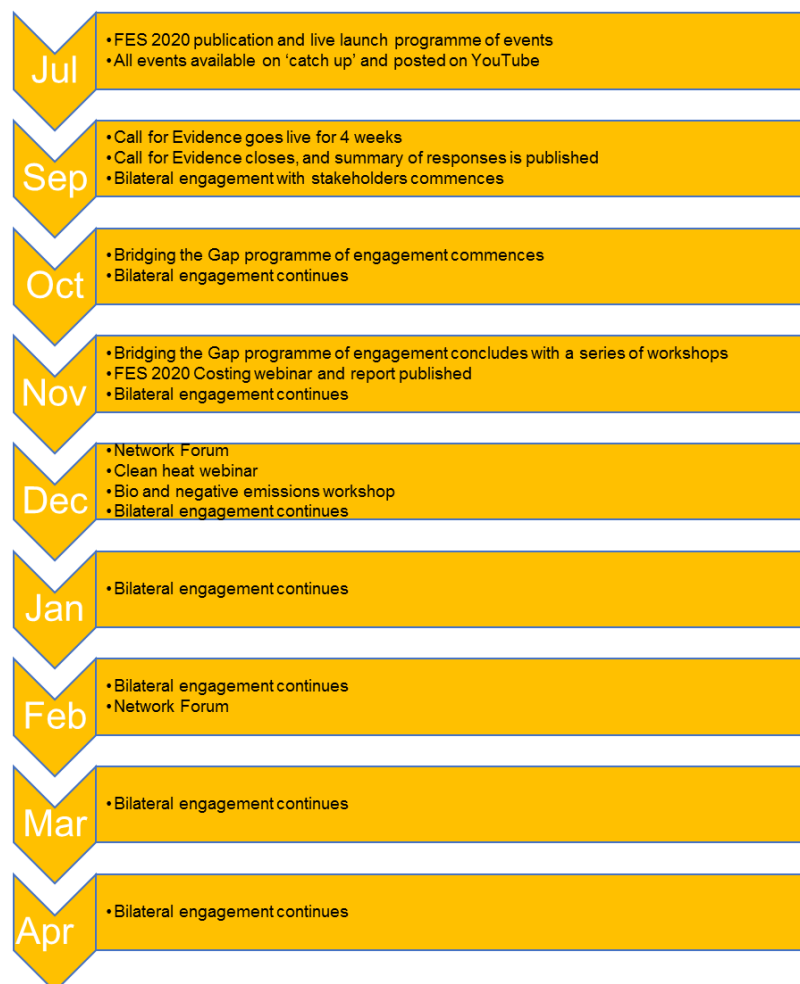 Jul
•FES 2020 publication and live launch programme of events
•All events available on ‘catch up’ and posted on YouTube
Sep
•Call for Evidence goes live for 4 weeks
•Call for Evidence closes, and summary of responses is published
•Bilateral engagement with stakeholders commences
Oct
•Bridging the Gap programme of engagement commences
•Bilateral engagement continues
Nov
•Bridging the Gap programme of engagement concludes with a series of workshops
•FES 2020 Costing webinar and report published
•Bilateral engagement continues
Dec
•Network Forum
•Clean heat webinar
•Bio and negative emissions workshop
•Bilateral engagement continues
Jan
•Bilateral engagement continues
Feb
•Bilateral engagement continues
•Network Forum
Mar
•Bilateral engagement continues
Apr
•Bilateral engagement continues